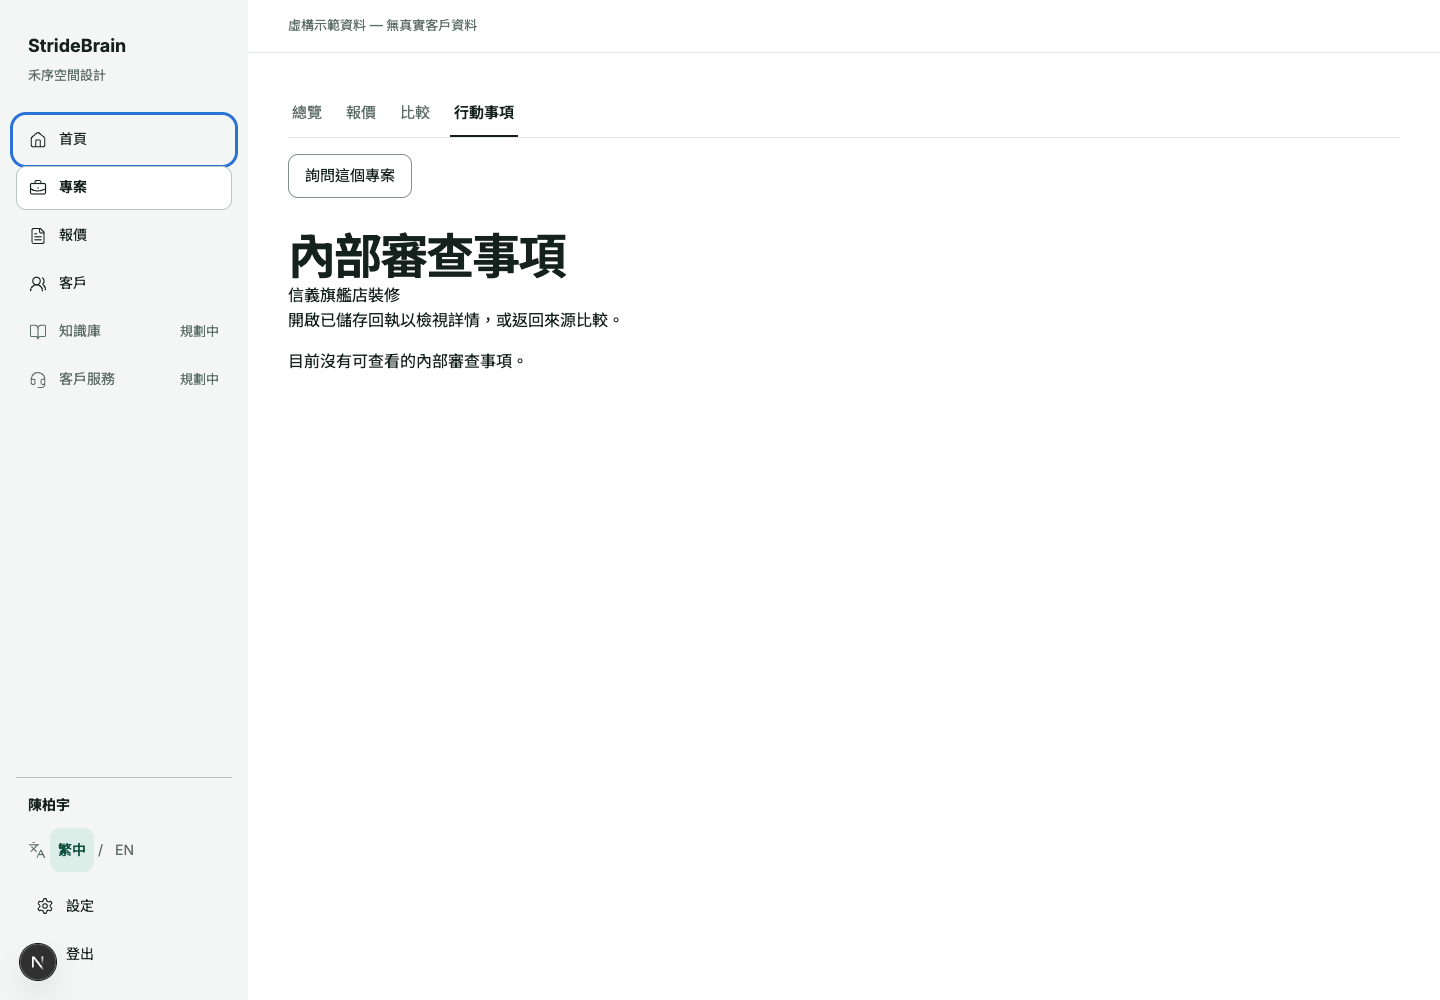 StrideBrain
禾序空間設計
首頁
專案
報價
客戶
知識庫 規劃中
客戶服務 規劃中
陳柏宇
繁中 / EN
設定
登出
虛構示範資料 — 無真實客戶資料
總覽 報價 比較 行動事項
詢問這個專案
內部審查事項
信義旗艦店裝修
開啟已儲存回執以檢視詳情，或返回來源比較。
目前沒有可查看的內部審查事項。